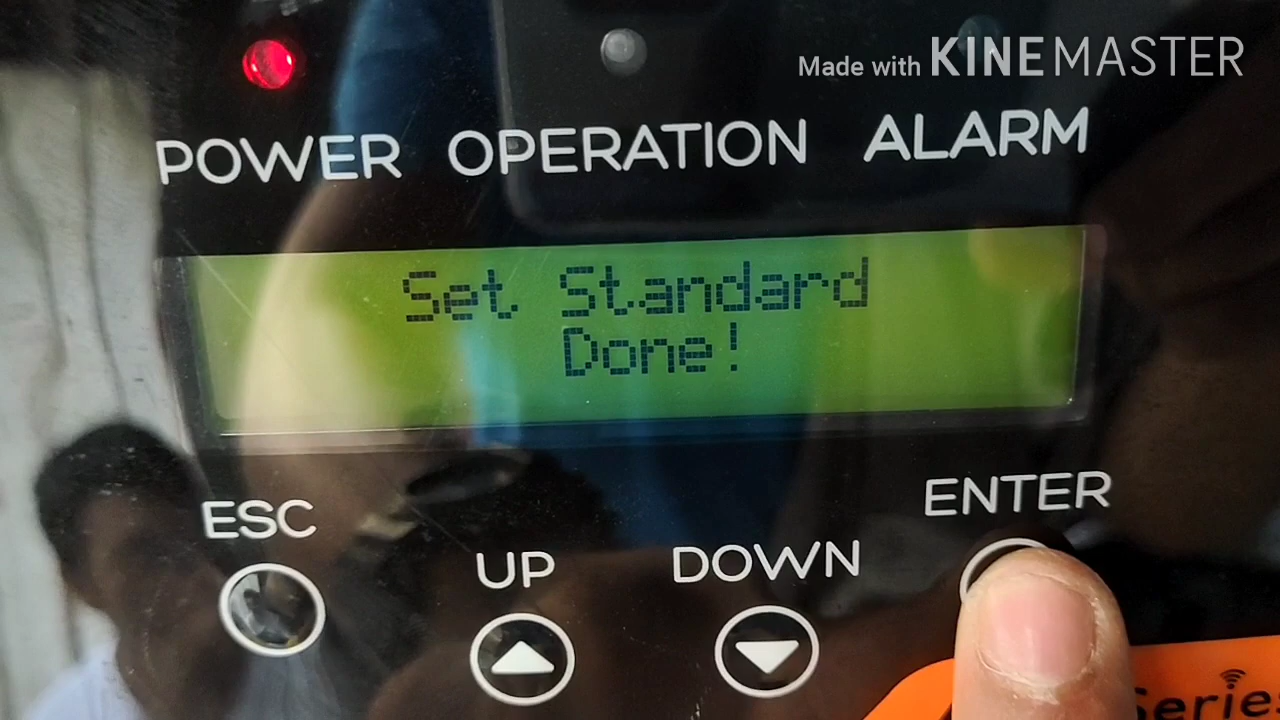 Made with KINEMASTER
POWER OPERATION ALARM
Set Standard
Done!
ESC UP DOWN ENTER
Series